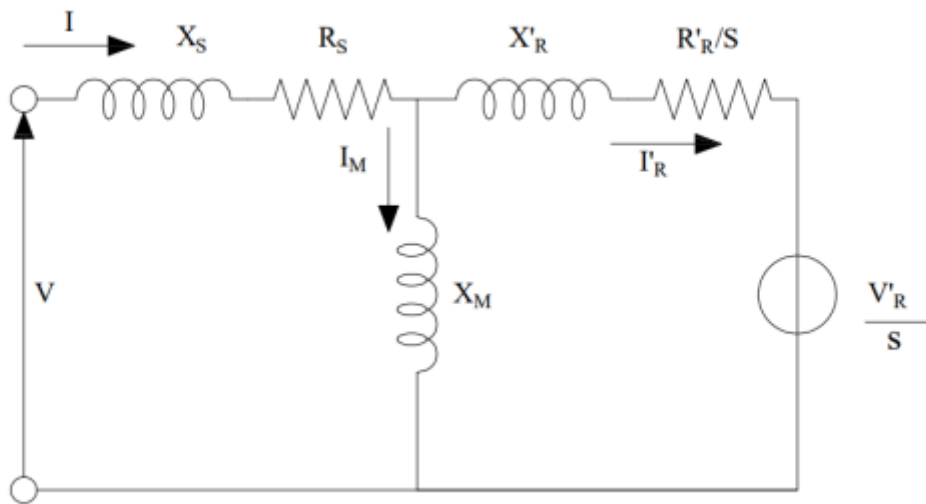 I
X_S
R_S
X'_R
R'_R/S
I_M
I'_R
V
X_M
V'_R
S